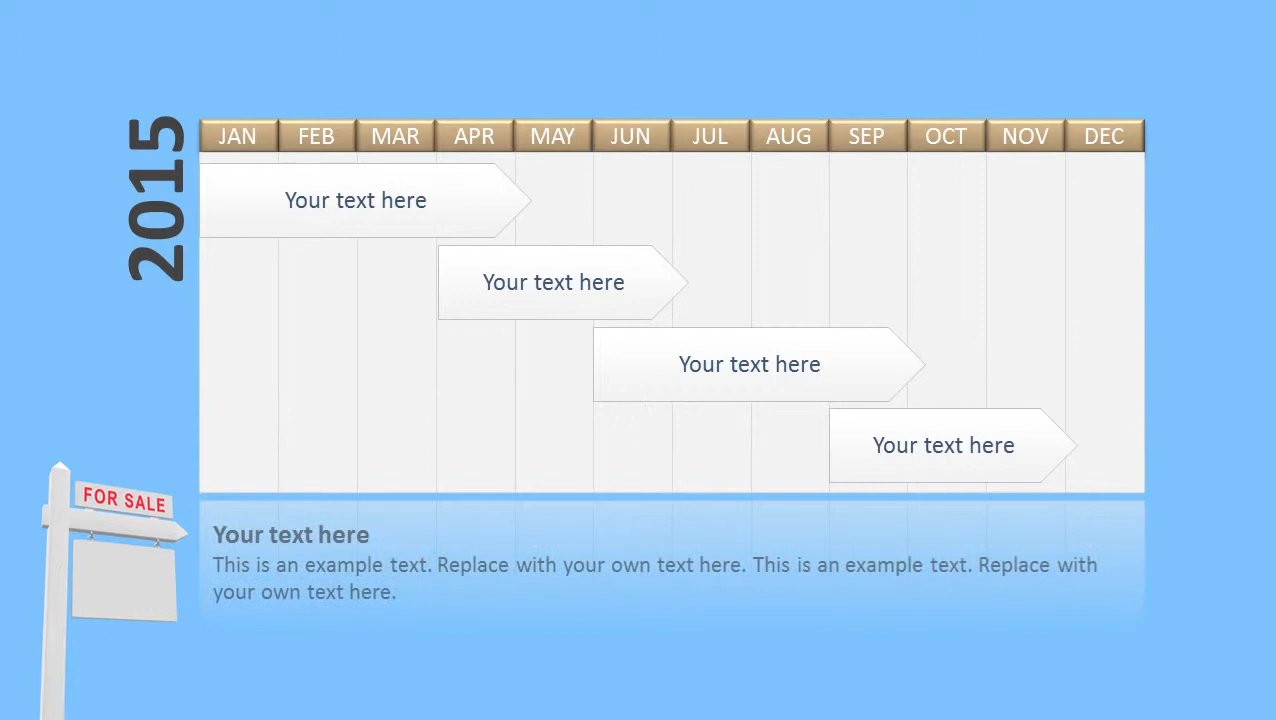 2015
JAN FEB MAR APR MAY JUN JUL AUG SEP OCT NOV DEC
Your text here
Your text here
Your text here
Your text here
FOR SALE
Your text here
This is an example text. Replace with your own text here. This is an example text. Replace with
your own text here.